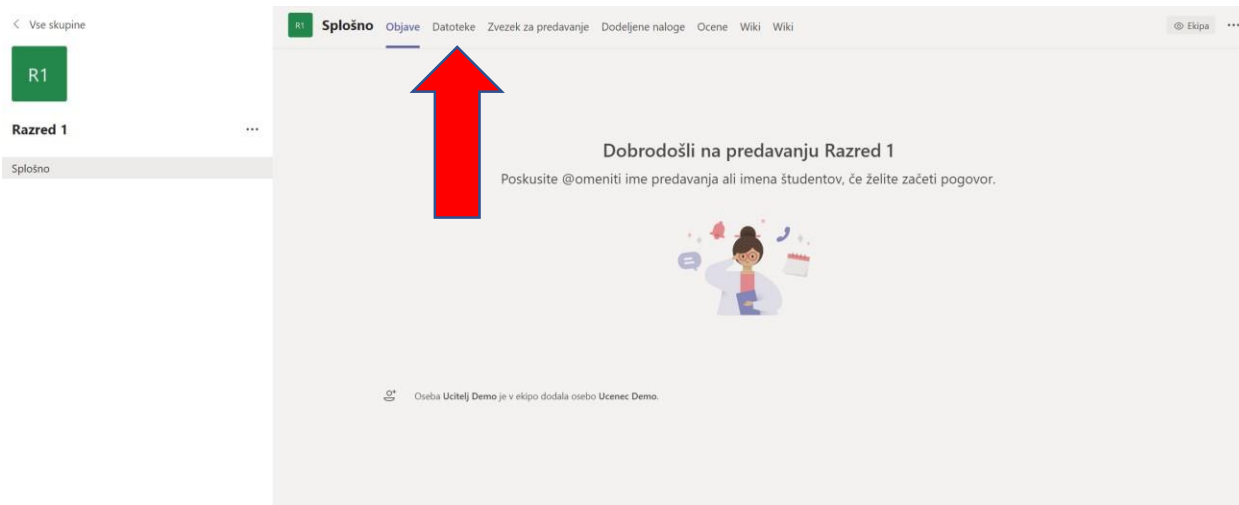 Vse skupine
R1
Razred 1
Splošno
R1 Splošno Objave Datoteke Zvezek za predavanje Dodeljene naloge Ocene Wiki Wiki
Ekipa
Dobrodošli na predavanju Razred 1
Poskusite @omeniti ime predavanja ali imena študentov, če želite začeti pogovor.
Oseba Ucitelj Demo je v ekipo dodala osebo Ucenec Demo.